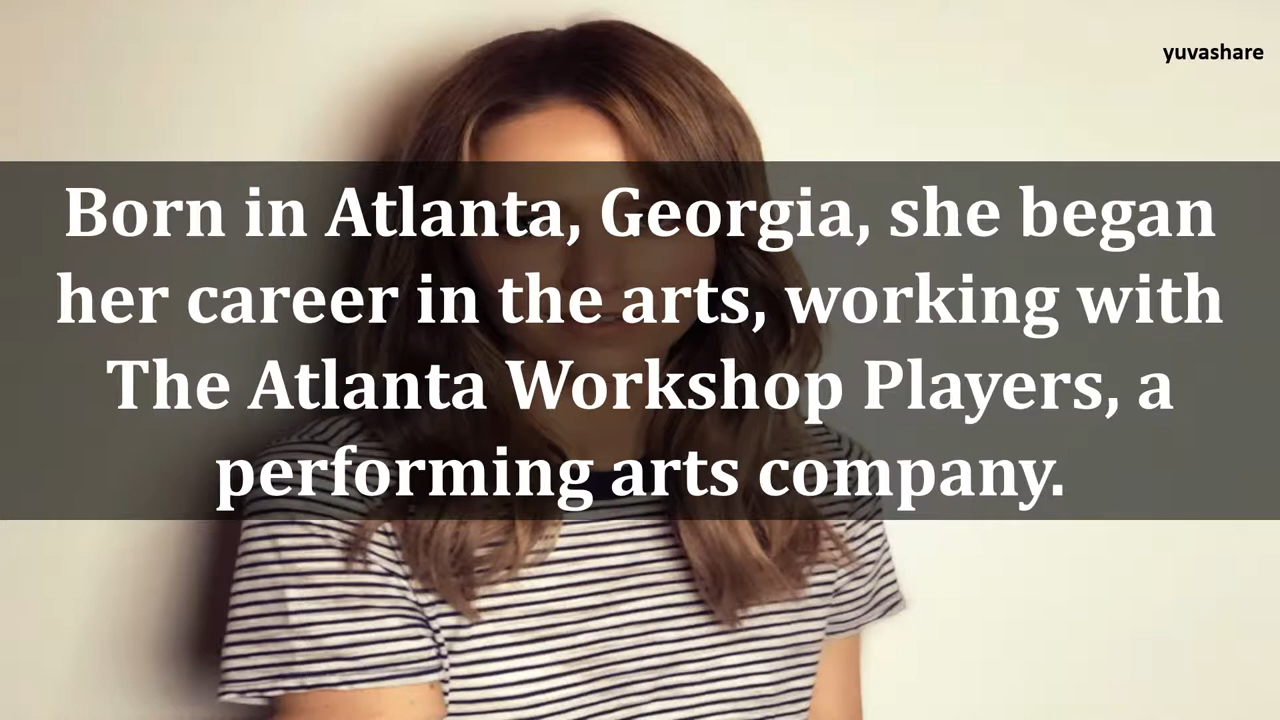 yuvashare
Born in Atlanta, Georgia, she began
her career in the arts, working with
The Atlanta Workshop Players, a
performing arts company.